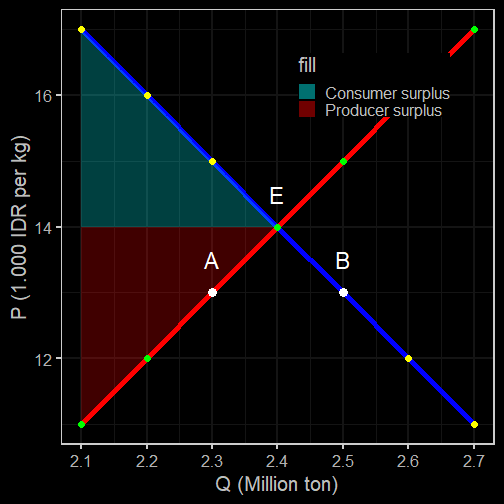 fill
Consumer surplus
Producer surplus
16
14
12
E
A
B
P (1.000 IDR per kg)
2.1 2.2 2.3 2.4 2.5 2.6 2.7
Q (Million ton)